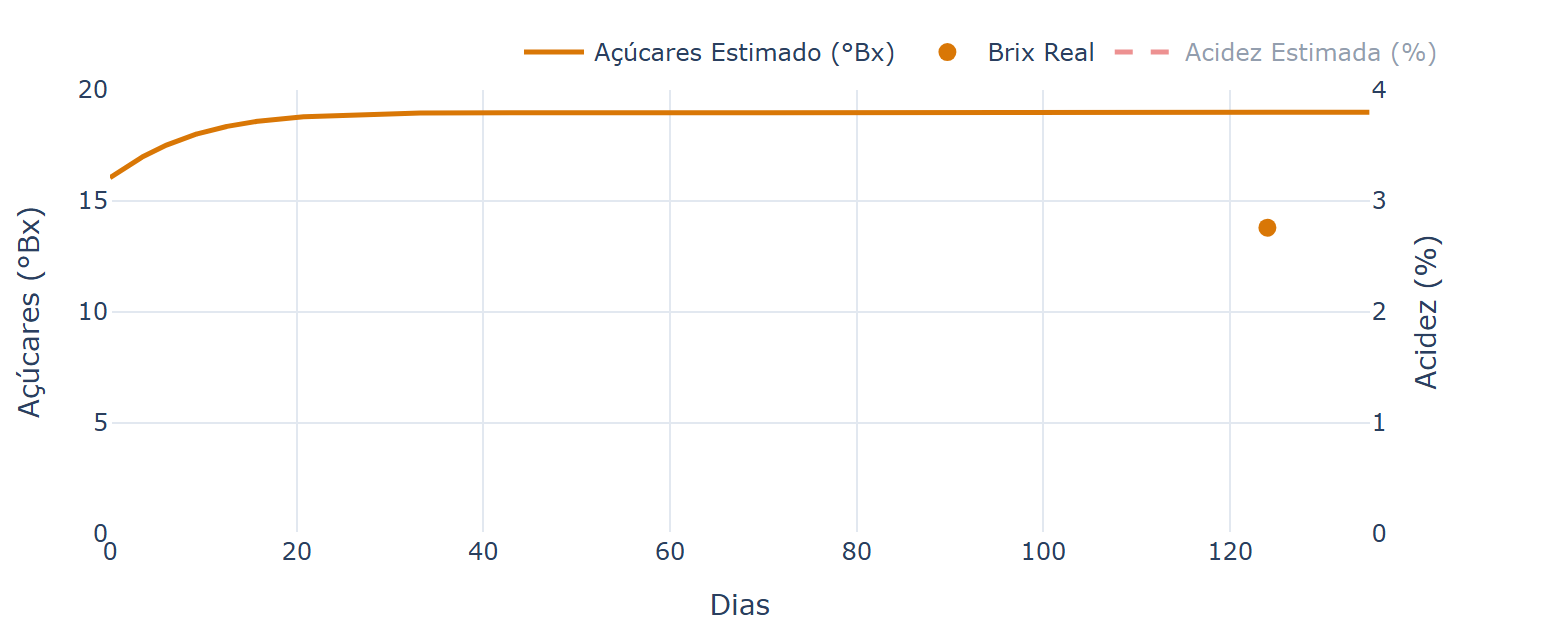 Açúcares Estimado (°Bx) Brix Real Acidez Estimada (%)
20 4
15 3
10 2
5 1
0 0
Açúcares (°Bx)
Acidez (%)
0 20 40 60 80 100 120
Dias